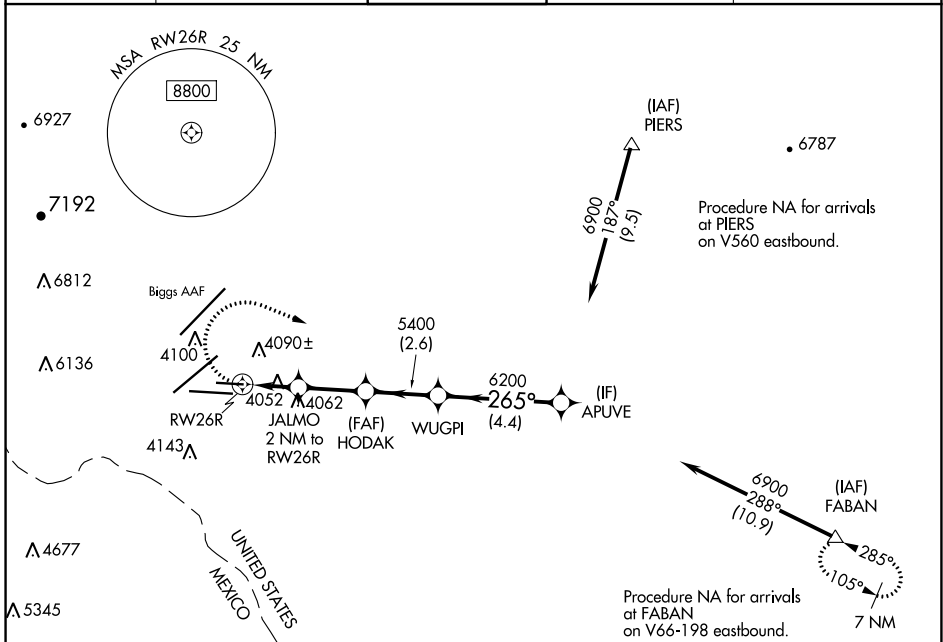 MSA RW26R 25 NM
8800
6927
7192
6812
6136
(IAF)
PIERS
6787
6900
187°
(9.5)
Procedure NA for arrivals
at PIERS
on V560 eastbound.
Biggs AAF
4100
4090±
5400
(2.6)
6200
265°
(4.4)
(IF)
APUVE
4052
4062
RW26R
JALMO
2 NM to
RW26R
(FAF)
HODAK
WUGPI
4143
6900
288°
(10.9)
(IAF)
FABAN
285°
105°
7 NM
4677
5345
UNITED STATES
MEXICO
Procedure NA for arrivals
at FABAN
on V66-198 eastbound.